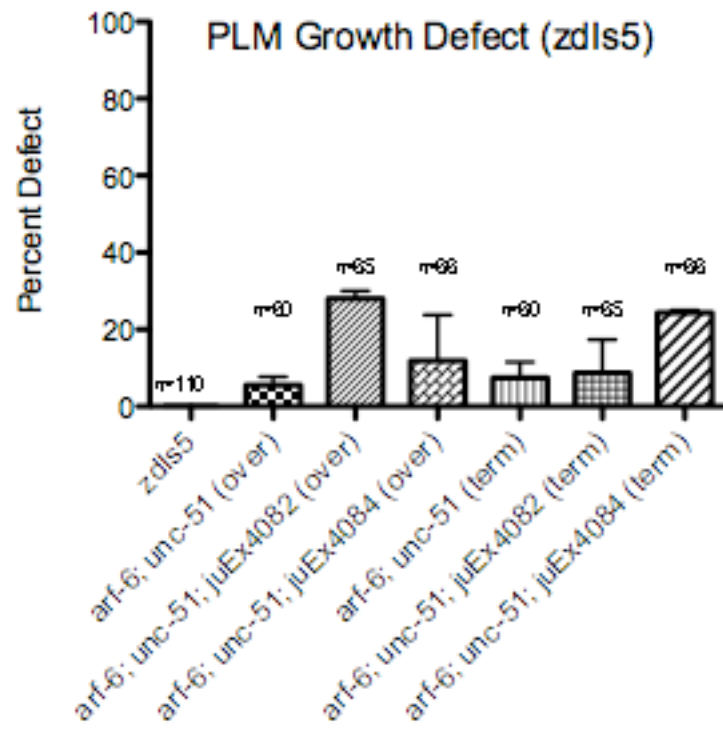 PLM Growth Defect (zdIs5)
Percent Defect
100
80
60
40
20
0
n=110
n=60
n=65
n=66
n=60
n=65
n=66
zdIs5
arf-6; unc-51 (over)
arf-6; unc-51; juEx4082 (over)
arf-6; unc-51; juEx4084 (over)
arf-6; unc-51 (term)
arf-6; unc-51; juEx4082 (term)
arf-6; unc-51; juEx4084 (term)